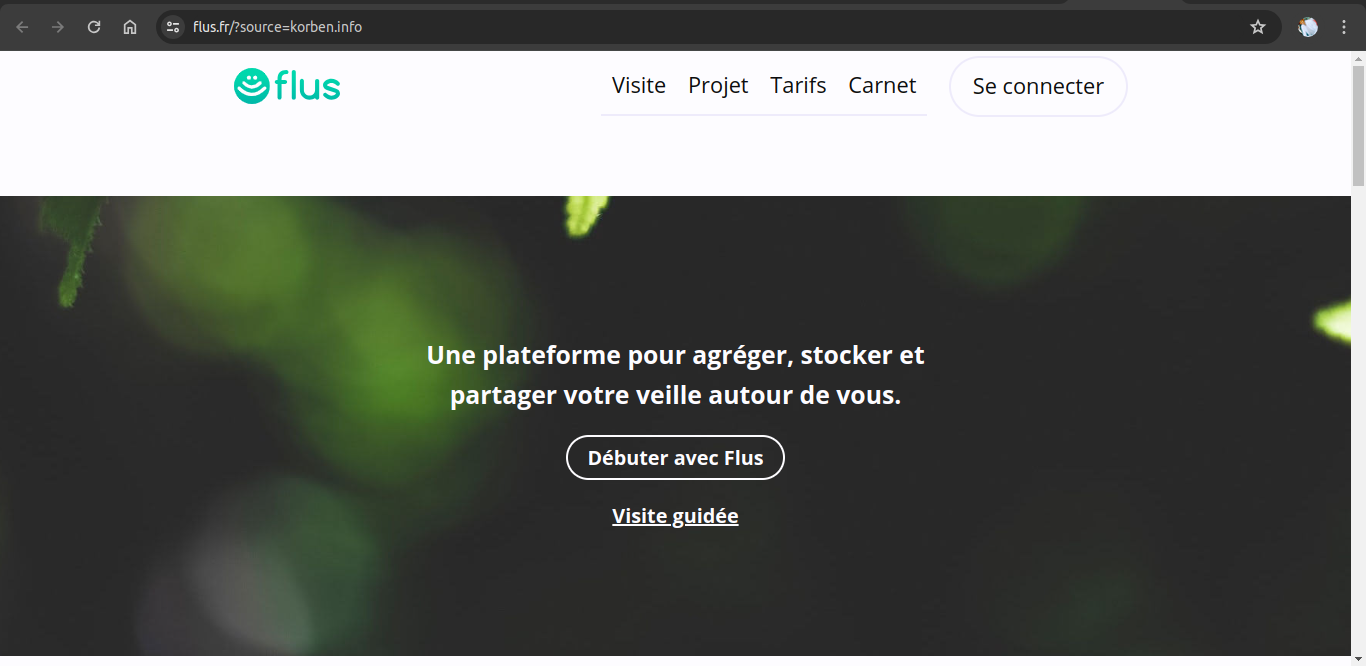 flus.fr/?source=korben.info
flus
Visite Projet Tarifs Carnet Se connecter
Une plateforme pour agréger, stocker et
partager votre veille autour de vous.
Débuter avec Flus
Visite guidée